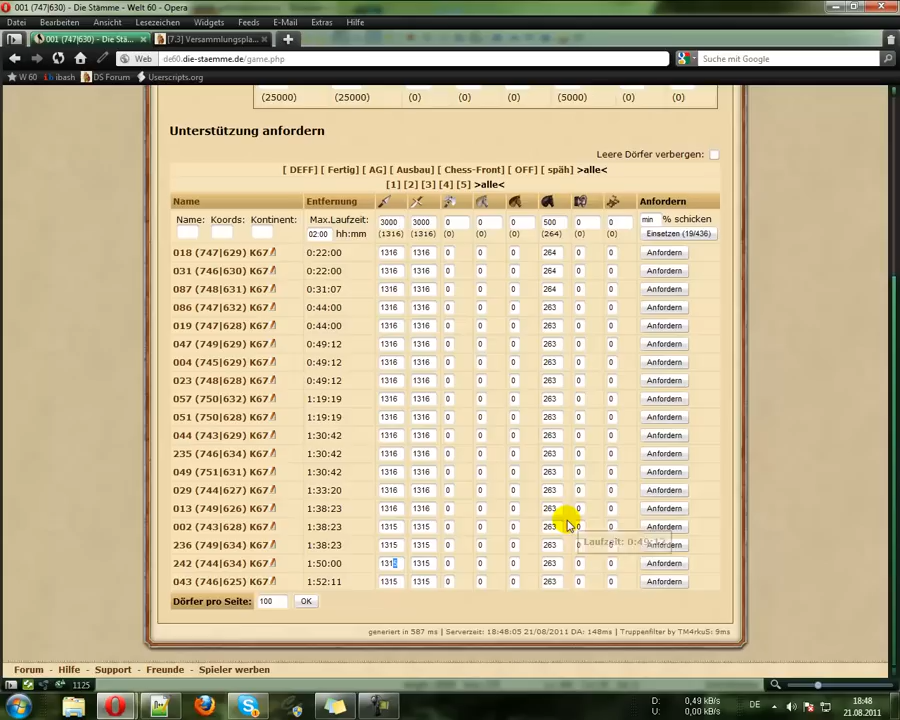 001 (747|630) - Die Stämme - Welt 60 - Opera
Datei Bearbeiten Ansicht Lesezeichen Widgets Feeds E-Mail Extras Hilfe
001 (747|630) - Die St... [7.3] Versammlungspla...
Web de60.die-staemme.de/game.php Suche mit Google
W 60 ibash DS Forum Userscripts.org
(25000) (25000) (0) (0) (0) (5000) (0) (0)
Unterstützung anfordern
Leere Dörfer verbergen:
[ DEFF] [ Fertig] [ AG] [ Ausbau] [ Chess-Front] [ OFF] [ späh] >alle<
[1] [2] [3] [4] [5] >alle<
Name Entfernung Anfordern
Name: Koords: Kontinent: Max.Laufzeit: 3000 3000 0 0 0 500 0 0 min % schicken
02:00 hh:mm (1316) (1316) (0) (0) (0) (264) (0) (0) Einsetzen (19/436)
018 (747|629) K67 0:22:00 1316 1316 0 0 0 264 0 0 Anfordern
031 (746|630) K67 0:22:00 1316 1316 0 0 0 264 0 0 Anfordern
087 (748|631) K67 0:31:07 1316 1316 0 0 0 264 0 0 Anfordern
086 (747|632) K67 0:44:00 1316 1316 0 0 0 263 0 0 Anfordern
019 (747|628) K67 0:44:00 1316 1316 0 0 0 263 0 0 Anfordern
047 (749|629) K67 0:49:12 1316 1316 0 0 0 263 0 0 Anfordern
004 (745|629) K67 0:49:12 1316 1316 0 0 0 263 0 0 Anfordern
023 (748|628) K67 0:49:12 1316 1316 0 0 0 263 0 0 Anfordern
057 (750|632) K67 1:19:19 1316 1316 0 0 0 263 0 0 Anfordern
051 (750|628) K67 1:19:19 1316 1316 0 0 0 263 0 0 Anfordern
044 (743|629) K67 1:30:42 1316 1316 0 0 0 263 0 0 Anfordern
235 (746|634) K67 1:30:42 1316 1316 0 0 0 263 0 0 Anfordern
049 (751|631) K67 1:30:42 1316 1316 0 0 0 263 0 0 Anfordern
029 (744|627) K67 1:33:20 1316 1316 0 0 0 263 0 0 Anfordern
013 (749|626) K67 1:38:23 1316 1316 0 0 0 263 0 0 Anfordern
002 (743|628) K67 1:38:23 1315 1315 0 0 0 263 0 0 Anfordern
Laufzeit: 0:49:12
236 (749|634) K67 1:38:23 1315 1315 0 0 0 263 0 0 Anfordern
242 (744|634) K67 1:50:00 1315 1315 0 0 0 263 0 0 Anfordern
043 (746|625) K67 1:52:11 1315 1315 0 0 0 263 0 0 Anfordern
Dörfer pro Seite: 100 OK
generiert in 587 ms | Serverzeit: 18:48:05 21/08/2011 DA: 148ms | Truppenfilter by TM4rkuS: 9ms
Forum - Hilfe - Support - Freunde - Spieler werben
1125 100%
D: 0,49 kB/s DE 18:48
U: 0,00 kB/s 21.08.2011